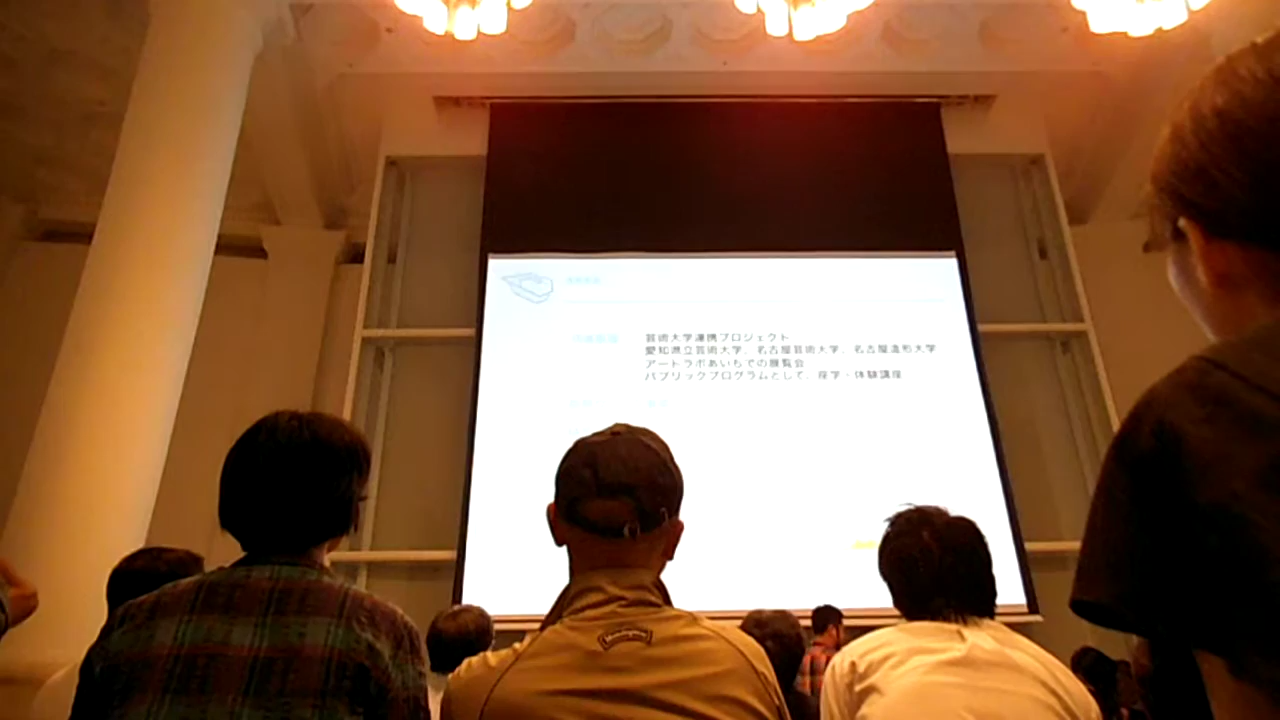 芸術大学連携プロジェクト
愛知県立芸術大学、名古屋芸術大学、名古屋造形大学
アートラボあいちでの展覧会
パブリックプログラムとして、座学・体験講座